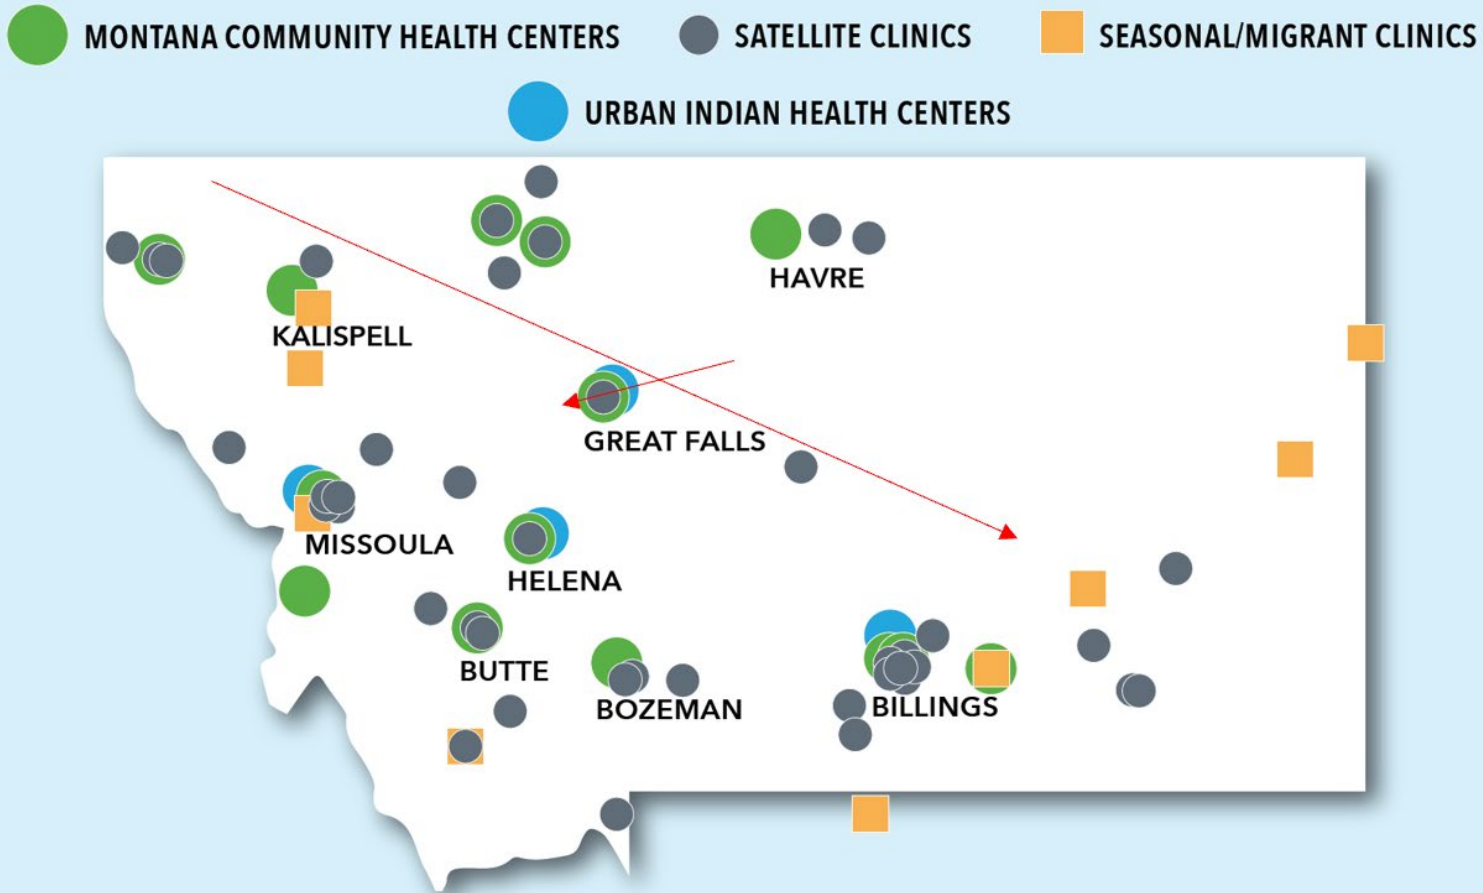 MONTANA COMMUNITY HEALTH CENTERS
SATELLITE CLINICS
SEASONAL/MIGRANT CLINICS
URBAN INDIAN HEALTH CENTERS
HAVRE
KALISPELL
GREAT FALLS
MISSOULA
HELENA
BUTTE
BOZEMAN
BILLINGS